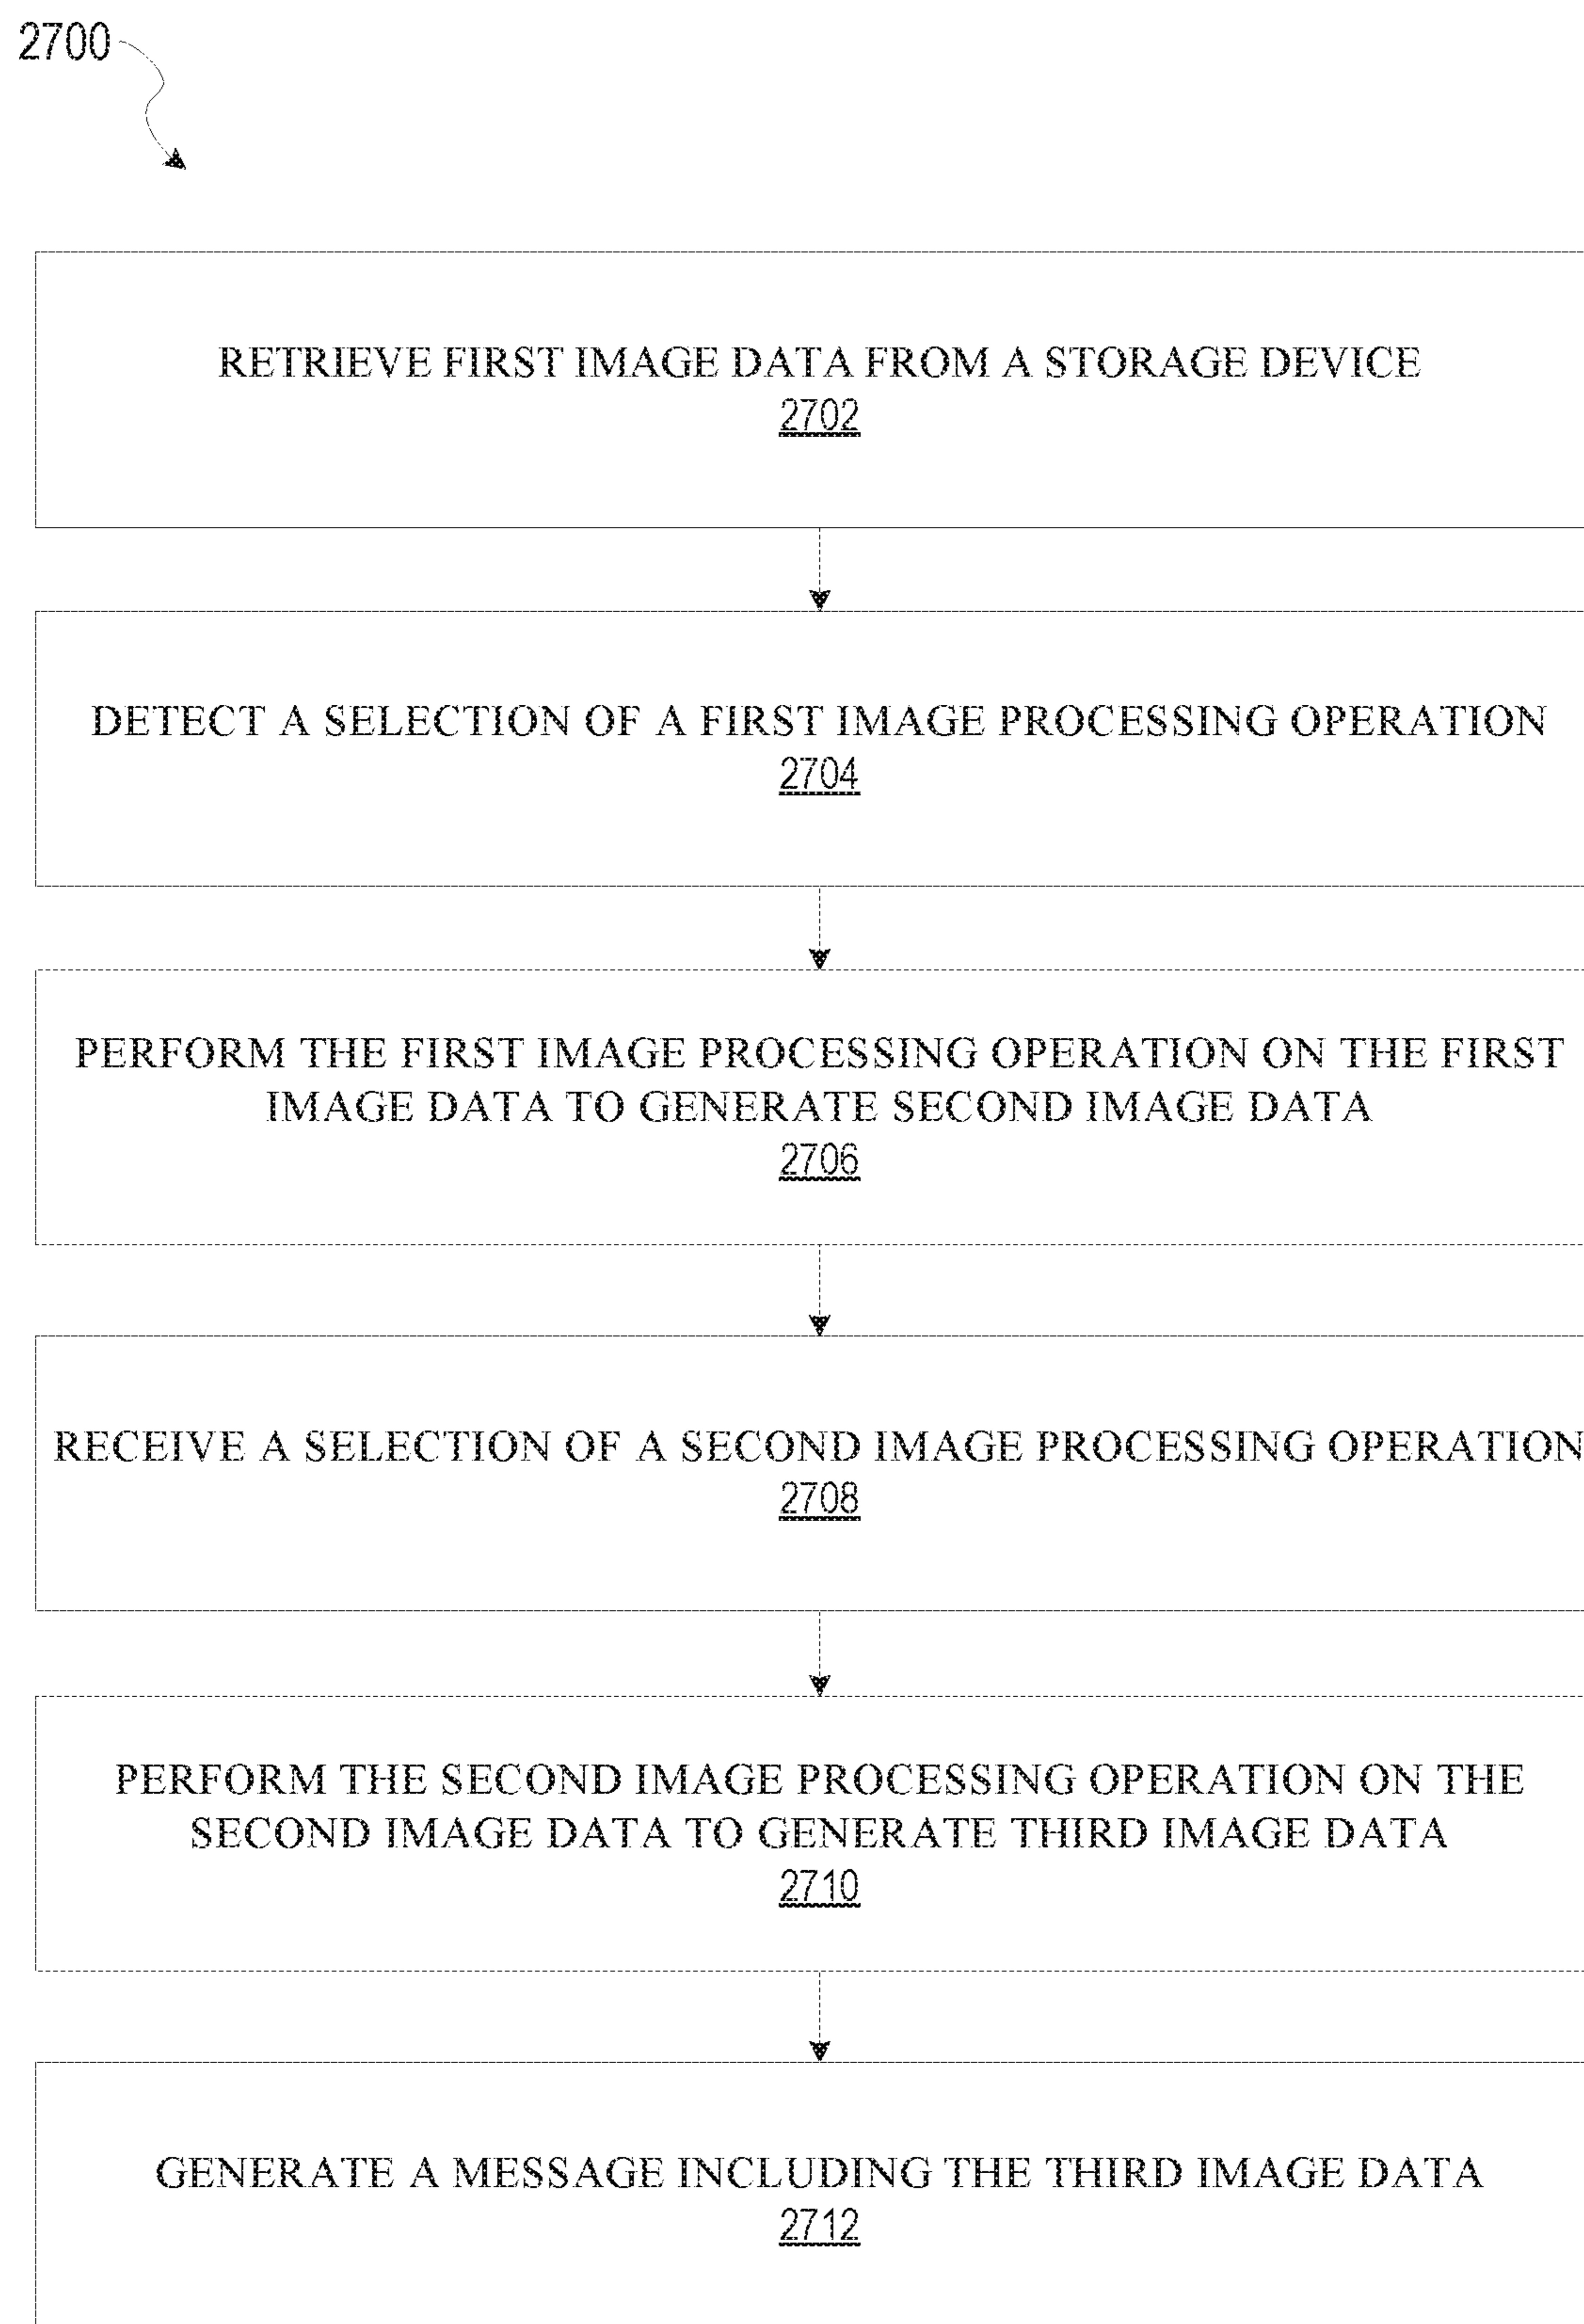 2700
RETRIEVE FIRST IMAGE DATA FROM A STORAGE DEVICE
2702
DETECT A SELECTION OF A FIRST IMAGE PROCESSING OPERATION
2704
PERFORM THE FIRST IMAGE PROCESSING OPERATION ON THE FIRST
IMAGE DATA TO GENERATE SECOND IMAGE DATA
2706
RECEIVE A SELECTION OF A SECOND IMAGE PROCESSING OPERATION
2708
PERFORM THE SECOND IMAGE PROCESSING OPERATION ON THE
SECOND IMAGE DATA TO GENERATE THIRD IMAGE DATA
2710
GENERATE A MESSAGE INCLUDING THE THIRD IMAGE DATA
2712